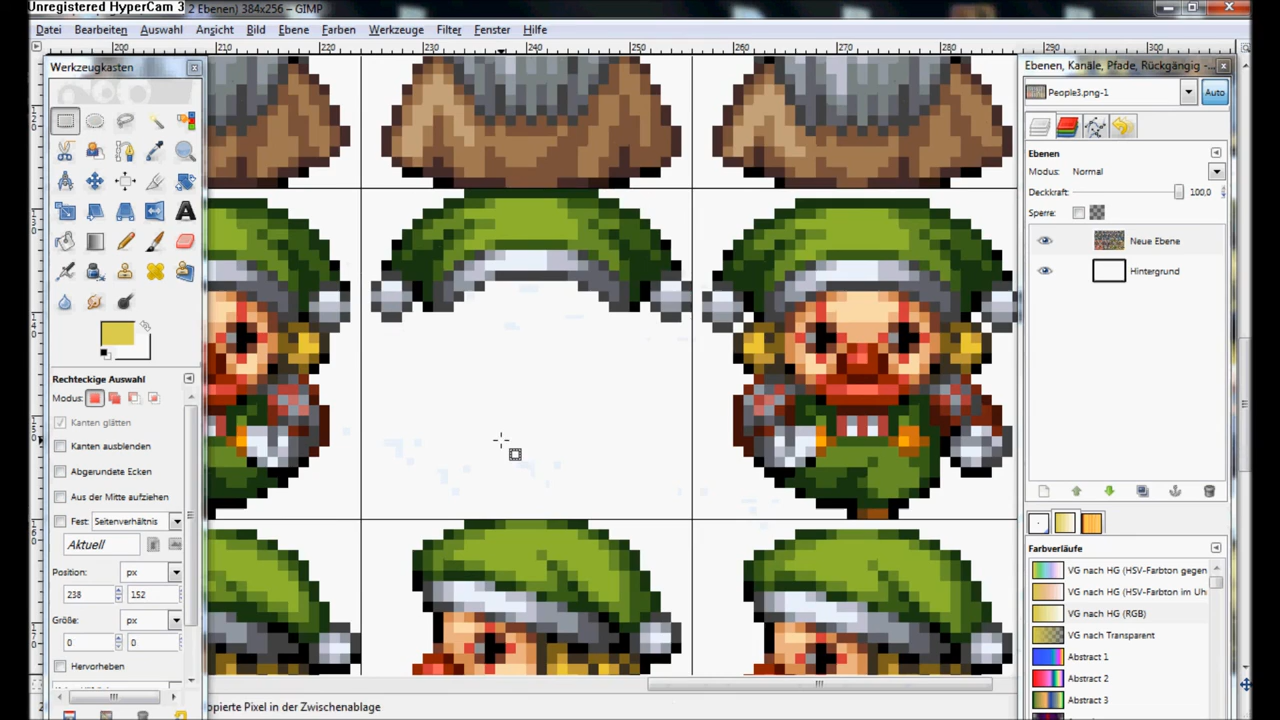 Unregistered HyperCam 3
2 Ebenen) 384x256 – GIMP
Datei Bearbeiten Auswahl Ansicht Bild Ebene Farben Werkzeuge Filter Fenster Hilfe
200 210 220 230 240 250 260 270 280 290 300
Werkzeugkasten
Rechteckige Auswahl
Modus:
Kanten glätten
Kanten ausblenden
Abgerundete Ecken
Aus der Mitte aufziehen
Fest: Seitenverhältnis
Aktuell
Position: px
238 152
Größe: px
0 0
Hervorheben
opierte Pixel in der Zwischenablage
Ebenen, Kanäle, Pfade, Rückgängig -...
People3.png-1 Auto
Ebenen
Modus: Normal
Deckkraft: 100,0
Sperre:
Neue Ebene
Hintergrund
Farbverläufe
VG nach HG (HSV-Farbton gegen
VG nach HG (HSV-Farbton im Uh
VG nach HG (RGB)
VG nach Transparent
Abstract 1
Abstract 2
Abstract 3